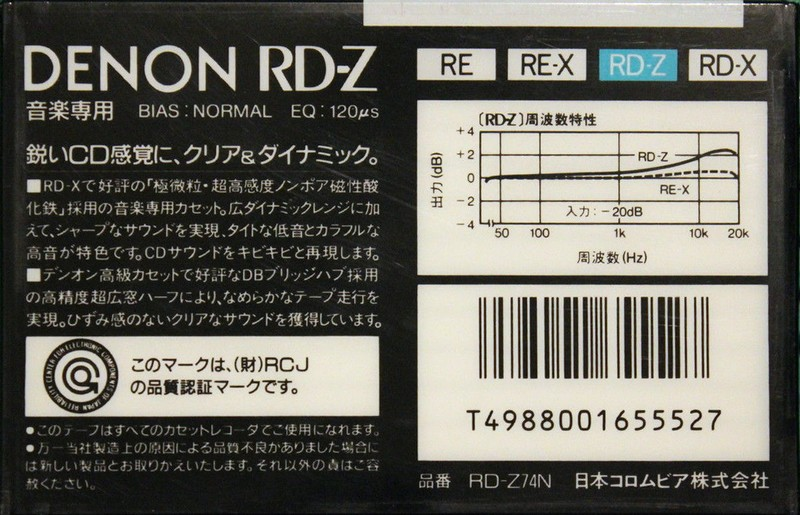 DENON RD-Z
音楽専用 BIAS:NORMAL EQ:120μs
鋭いCD感覚に、クリア&ダイナミック。
■RD-Xで好評の「極微粒・超高感度ノンポア磁性酸
化鉄」採用の音楽専用カセット。広ダイナミックレンジに加
えて、シャープなサウンドを実現、タイトな低音とカラフルな
高音が特色です。CDサウンドをキビキビと再現します。
■デンオン高級カセットで好評なDBブリッジハブ採用
の高精度超広窓ハーフにより、なめらかなテープ走行を
実現。ひずみ感のないクリアなサウンドを獲得しています。
RELIABILITY CENTER FOR ELECTRONIC COMPONENTS OF JAPAN
このマークは、(財)RCJ
の品質認証マークです。
●このテープはすべてのカセットレコーダでご使用になれます。
●万一当社製造上の原因による品質不良がありました場合に
は新しい製品とお取りかえいたします。それ以外の責はご容
赦ください。
RE RE-X RD-Z RD-X
〔RD-Z〕周波数特性
出力(dB)
+4
+2
0
−2
−4
RD-Z
RE-X
入力:−20dB
50 100 1k 10k 20k
周波数(Hz)
T4988001655527
品番 RD-Z74N 日本コロムビア株式会社